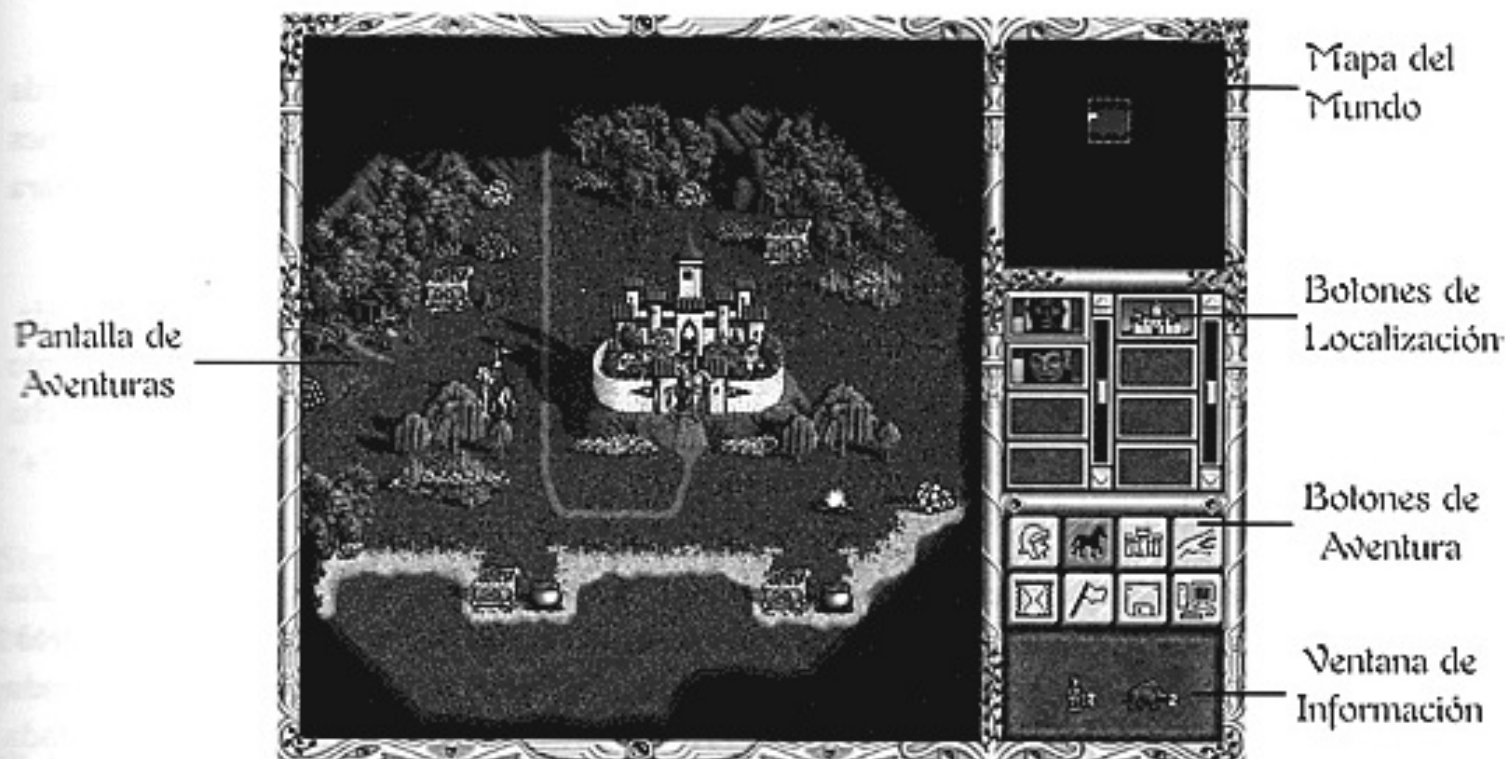 Mapa del
Mundo
Pantalla de
Aventuras
Botones de
Localización
Botones de
Aventura
Ventana de
Información